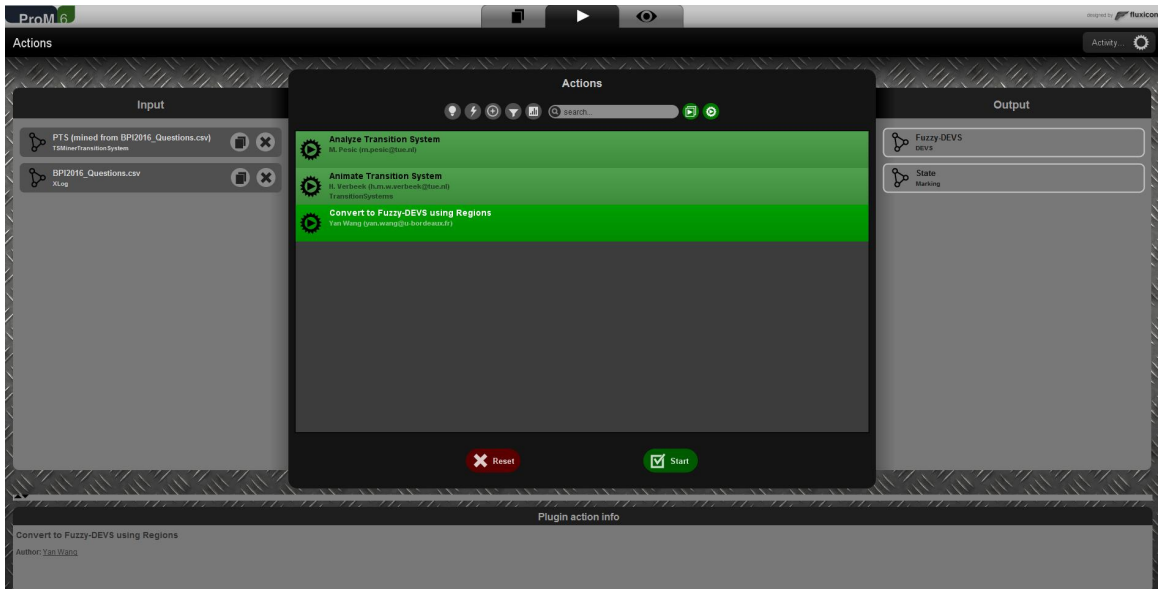 ProM 6
designed by fluxicon
Actions
Activity...
Input
PTS (mined from BPI2016_Questions.csv)
TSMinerTransitionSystem
BPI2016_Questions.csv
XLog
Actions
search...
Analyze Transition System
M. Pesic (m.pesic@tue.nl)
Animate Transition System
H. Verbeek (h.m.w.verbeek@tue.nl)
TransitionSystems
Convert to Fuzzy-DEVS using Regions
Yan Wang (yan.wang@u-bordeaux.fr)
Reset
Start
Output
Fuzzy-DEVS
DEVS
State
Marking
Plugin action info
Convert to Fuzzy-DEVS using Regions
Author: Yan Wang